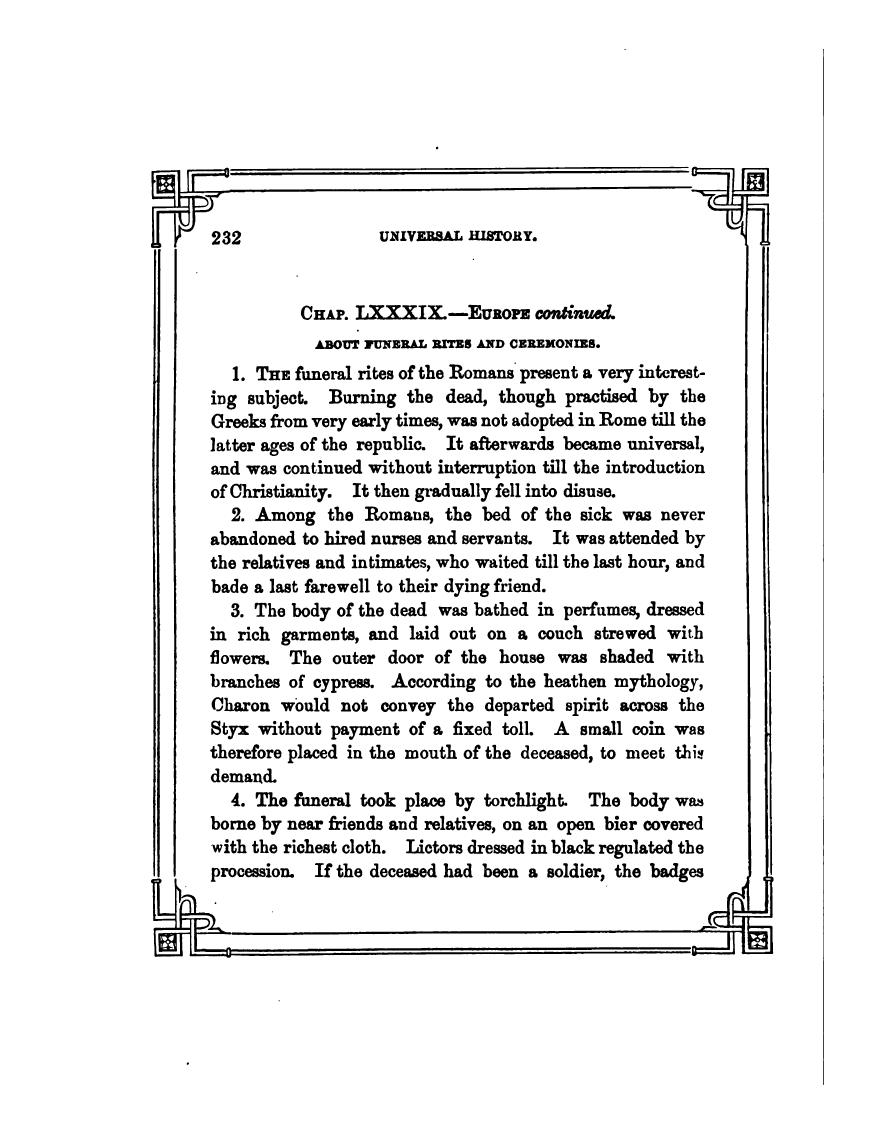 232 UNIVERSAL HISTORY.
CHAP. LXXXIX.—EUROPE continued.
ABOUT FUNERAL RITES AND CEREMONIES.
1. THE funeral rites of the Romans present a very interest-
ing subject. Burning the dead, though practised by the
Greeks from very early times, was not adopted in Rome till the
latter ages of the republic. It afterwards became universal,
and was continued without interruption till the introduction
of Christianity. It then gradually fell into disuse.
2. Among the Romans, the bed of the sick was never
abandoned to hired nurses and servants. It was attended by
the relatives and intimates, who waited till the last hour, and
bade a last farewell to their dying friend.
3. The body of the dead was bathed in perfumes, dressed
in rich garments, and laid out on a couch strewed with
flowers. The outer door of the house was shaded with
branches of cypress. According to the heathen mythology,
Charon would not convey the departed spirit across the
Styx without payment of a fixed toll. A small coin was
therefore placed in the mouth of the deceased, to meet this
demand.
4. The funeral took place by torchlight. The body was
borne by near friends and relatives, on an open bier covered
with the richest cloth. Lictors dressed in black regulated the
procession. If the deceased had been a soldier, the badges